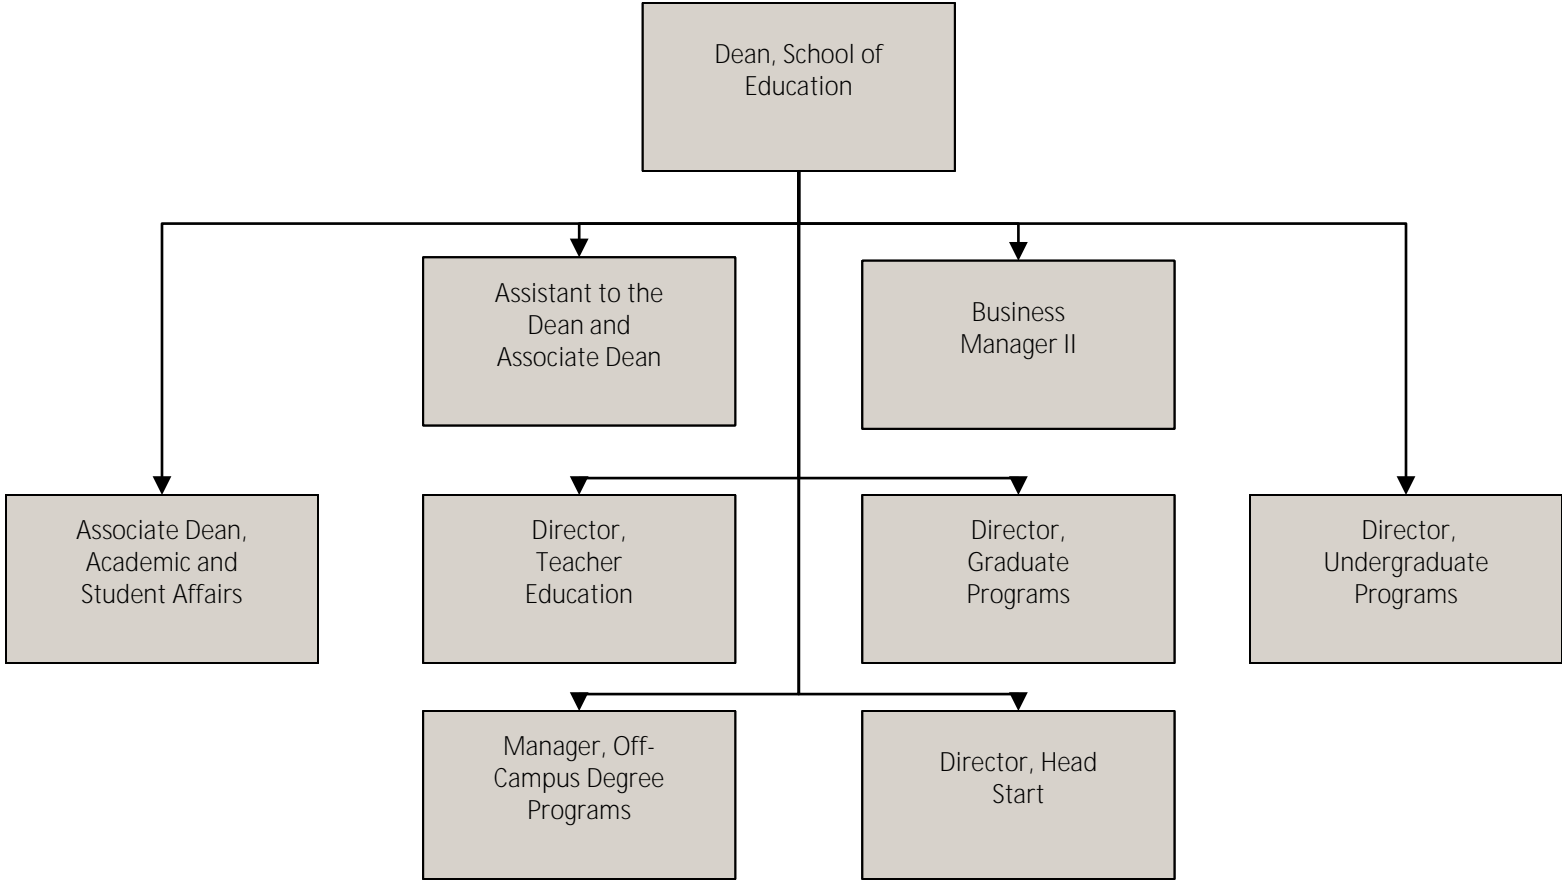 Dean, School of
Education
Assistant to the
Dean and
Associate Dean
Business
Manager II
Associate Dean,
Academic and
Student Affairs
Director,
Teacher
Education
Director,
Graduate
Programs
Director,
Undergraduate
Programs
Manager, Off-
Campus Degree
Programs
Director, Head
Start